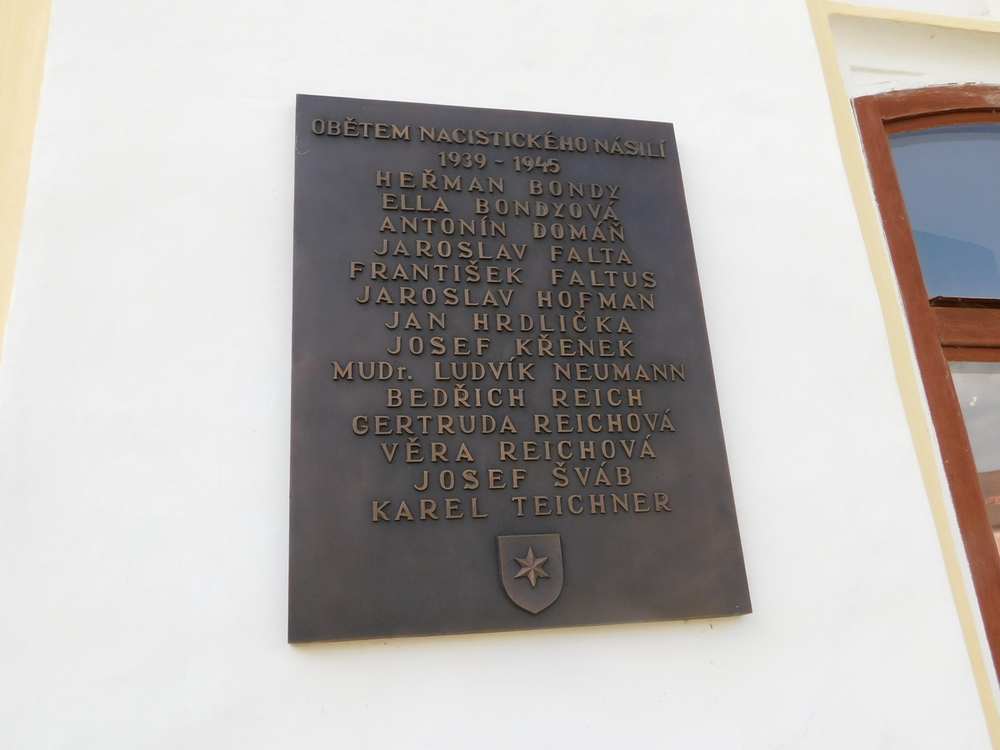 OBĚTEM NACISTICKÉHO NÁSILÍ
1939 - 1945
HEŘMAN BONDY
ELLA BONDYOVÁ
ANTONÍN DOMÁŇ
JAROSLAV FALTA
FRANTIŠEK FALTUS
JAROSLAV HOFMAN
JAN HRDLIČKA
JOSEF KŘENEK
MUDr. LUDVÍK NEUMANN
BEDŘICH REICH
GERTRUDA REICHOVÁ
VĚRA REICHOVÁ
JOSEF ŠVÁB
KAREL TEICHNER